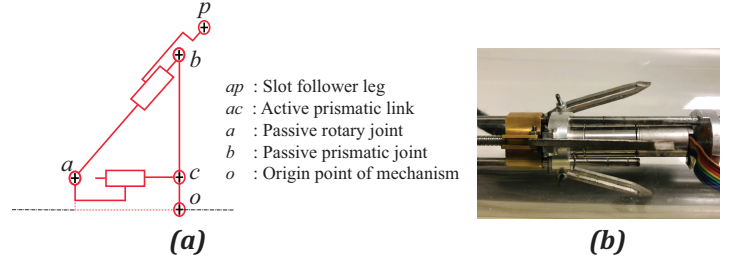 p
b
a
c
o
ap : Slot follower leg
ac : Active prismatic link
a : Passive rotary joint
b : Passive prismatic joint
o : Origin point of mechanism
(a)
(b)